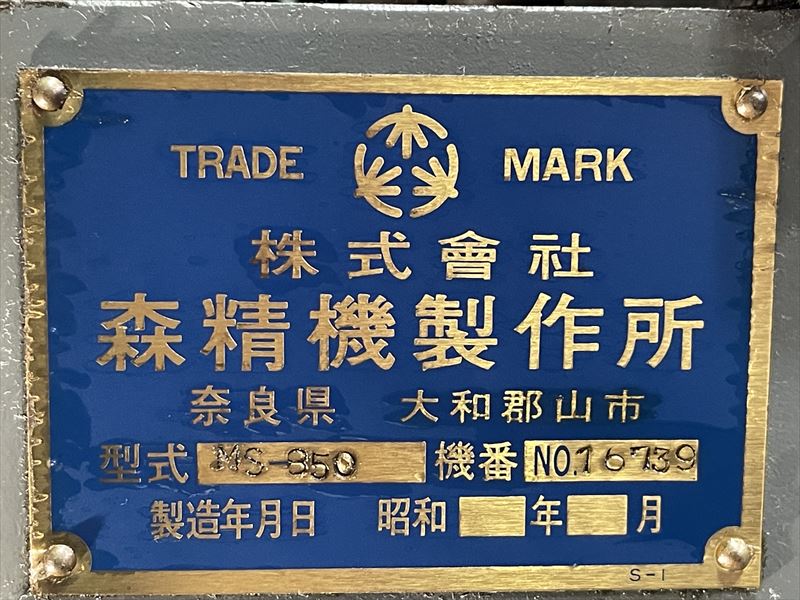 TRADE MARK
株式會社
森精機製作所
奈良県 大和郡山市
型式 MS-850 機番 NO.16739
製造年月日 昭和 年 月
S-1